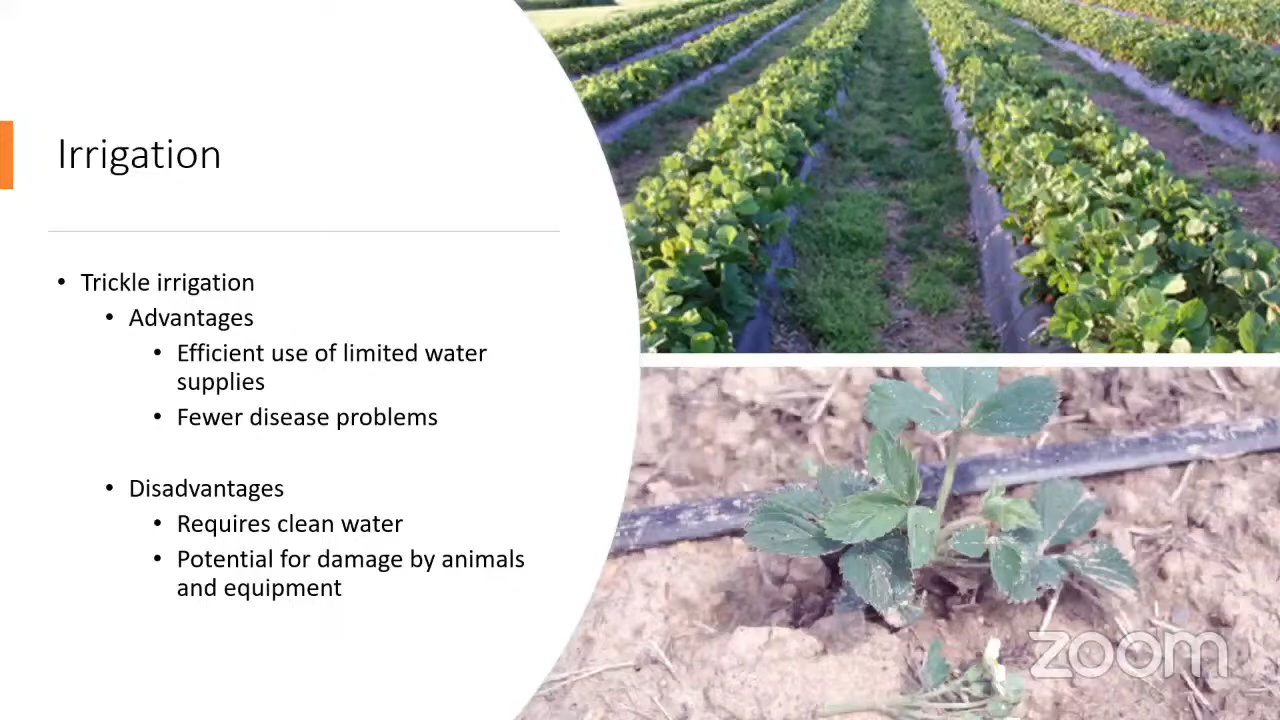 Irrigation
• Trickle irrigation
• Advantages
• Efficient use of limited water
supplies
• Fewer disease problems
• Disadvantages
• Requires clean water
• Potential for damage by animals
and equipment
zoom